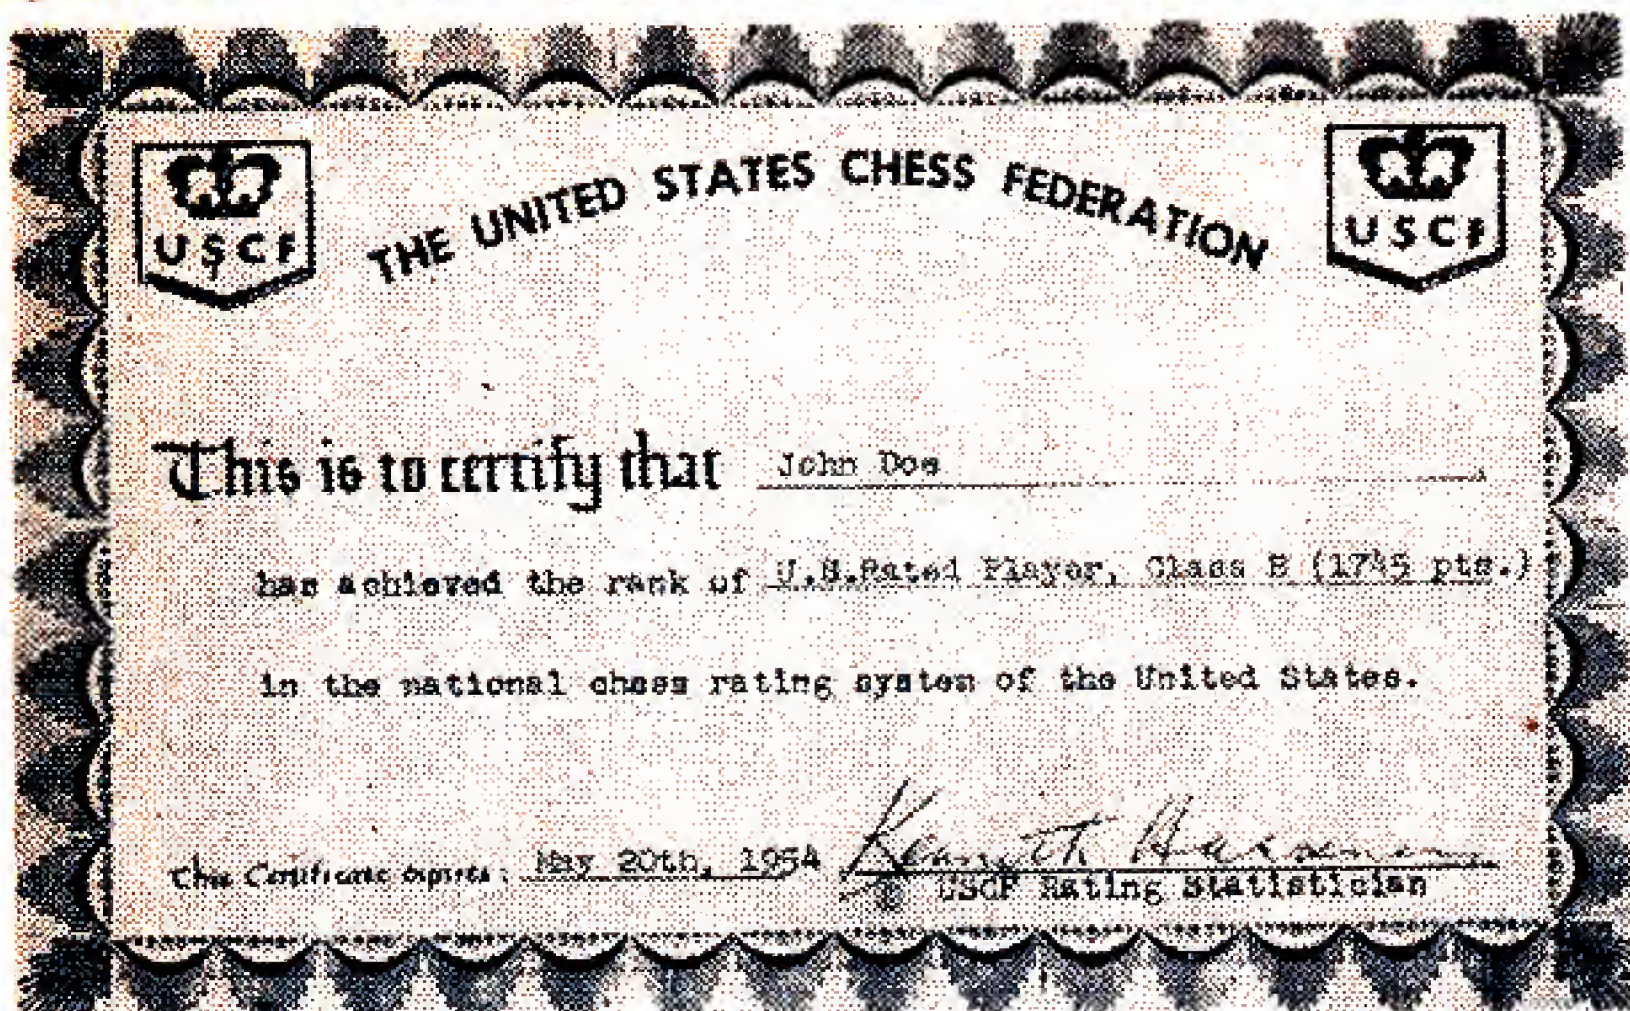 THE UNITED STATES CHESS FEDERATION
USCF
USCF
This is to certify that John Doe
has achieved the rank of U.S.Rated Player, Class B (1745 pts.)
in the national chess rating system of the United States.
This Certificate expires: May 20th, 1954
Kenneth Harkness
USCF Rating Statistician